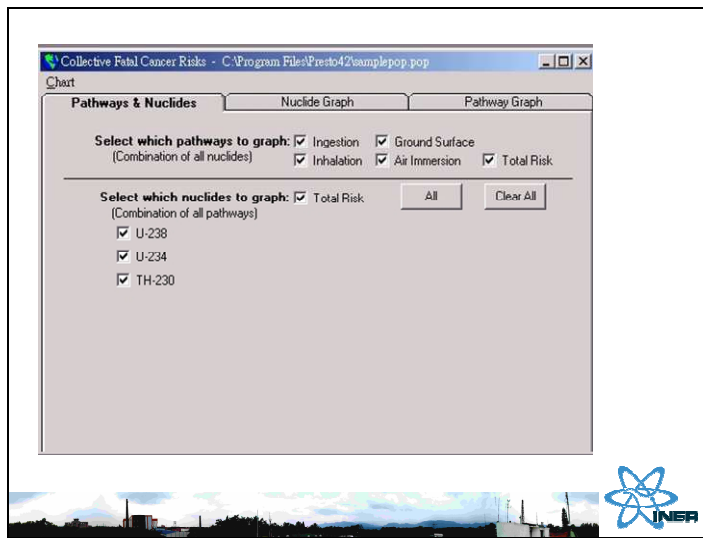 Collective Fatal Cancer Risks - C:\Program Files\Presto42\samplepop.pop
Chart
Pathways & Nuclides Nuclide Graph Pathway Graph
Select which pathways to graph: Ingestion Ground Surface
(Combination of all nuclides) Inhalation Air Immersion Total Risk
Select which nuclides to graph: Total Risk All Clear All
(Combination of all pathways)
U-238
U-234
TH-230
INER